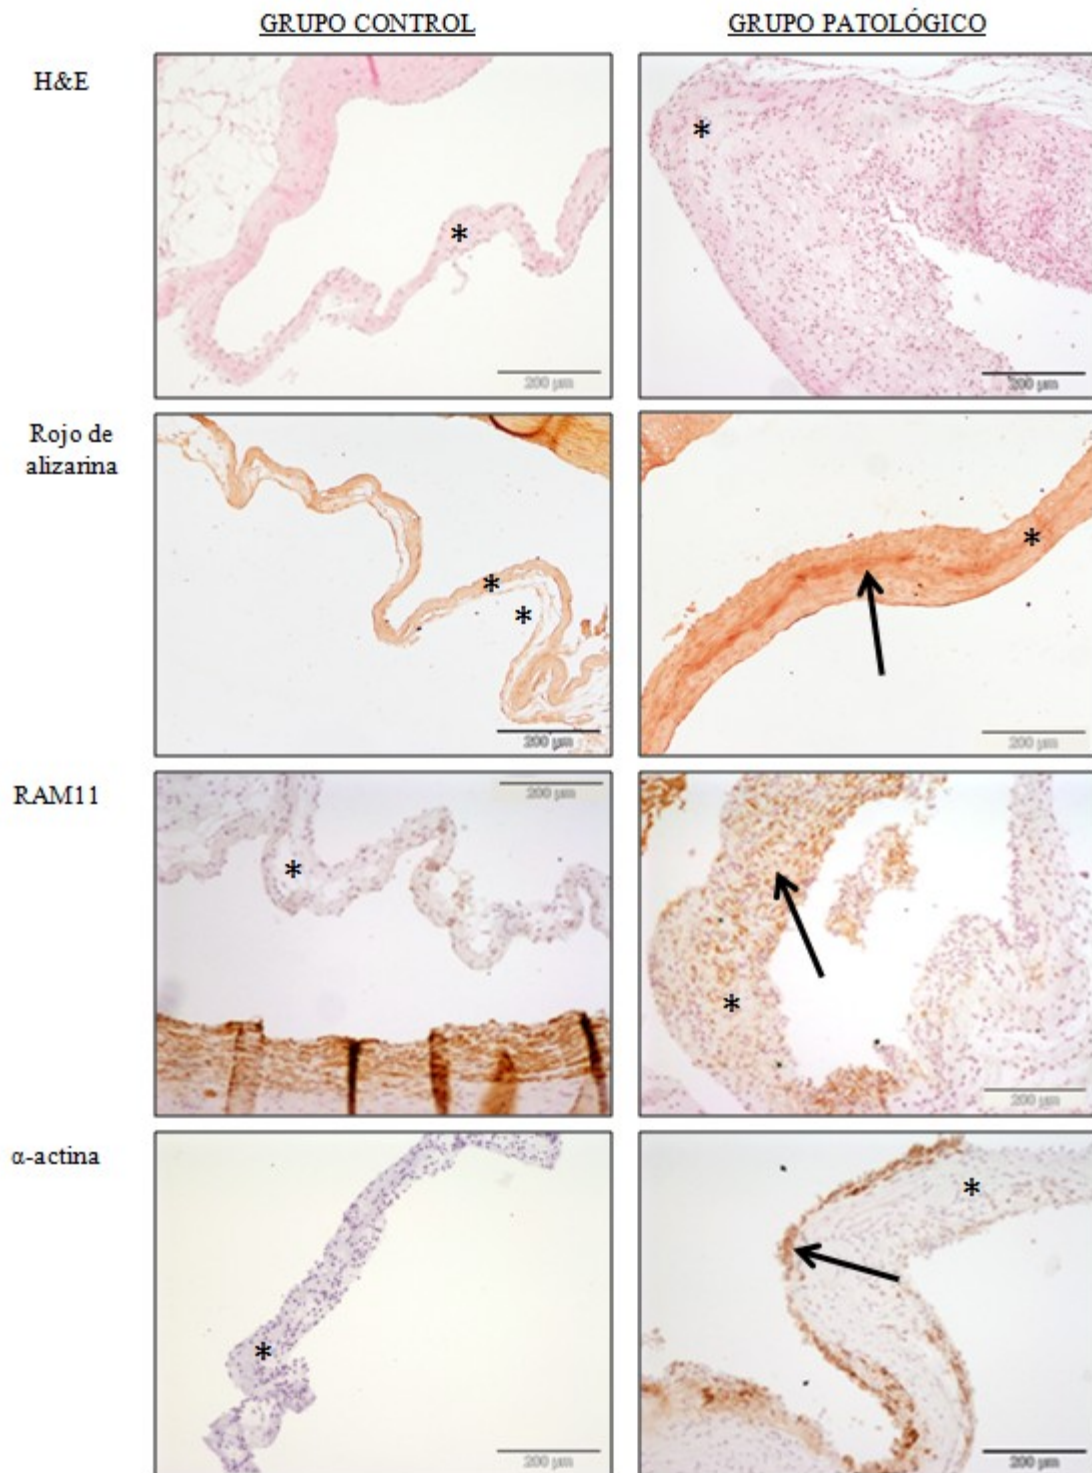 GRUPO CONTROL
GRUPO PATOLÓGICO
H&E
*
*
200 µm
200 µm
Rojo de
alizarina
*
*
*
200 µm
200 µm
RAM11
200 µm
*
*
200 µm
α-actina
*
*
200 µm
200 µm